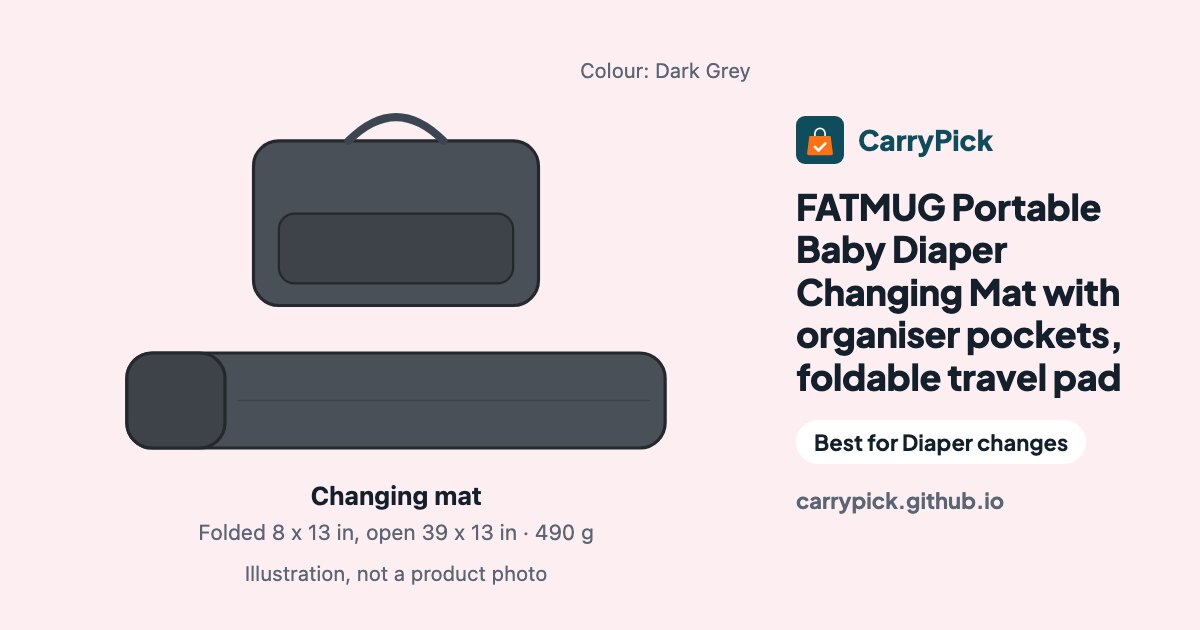 Colour: Dark Grey
CarryPick
FATMUG Portable
Baby Diaper
Changing Mat with
organiser pockets,
foldable travel pad
Best for Diaper changes
carrypick.github.io
Changing mat
Folded 8 x 13 in, open 39 x 13 in · 490 g
Illustration, not a product photo